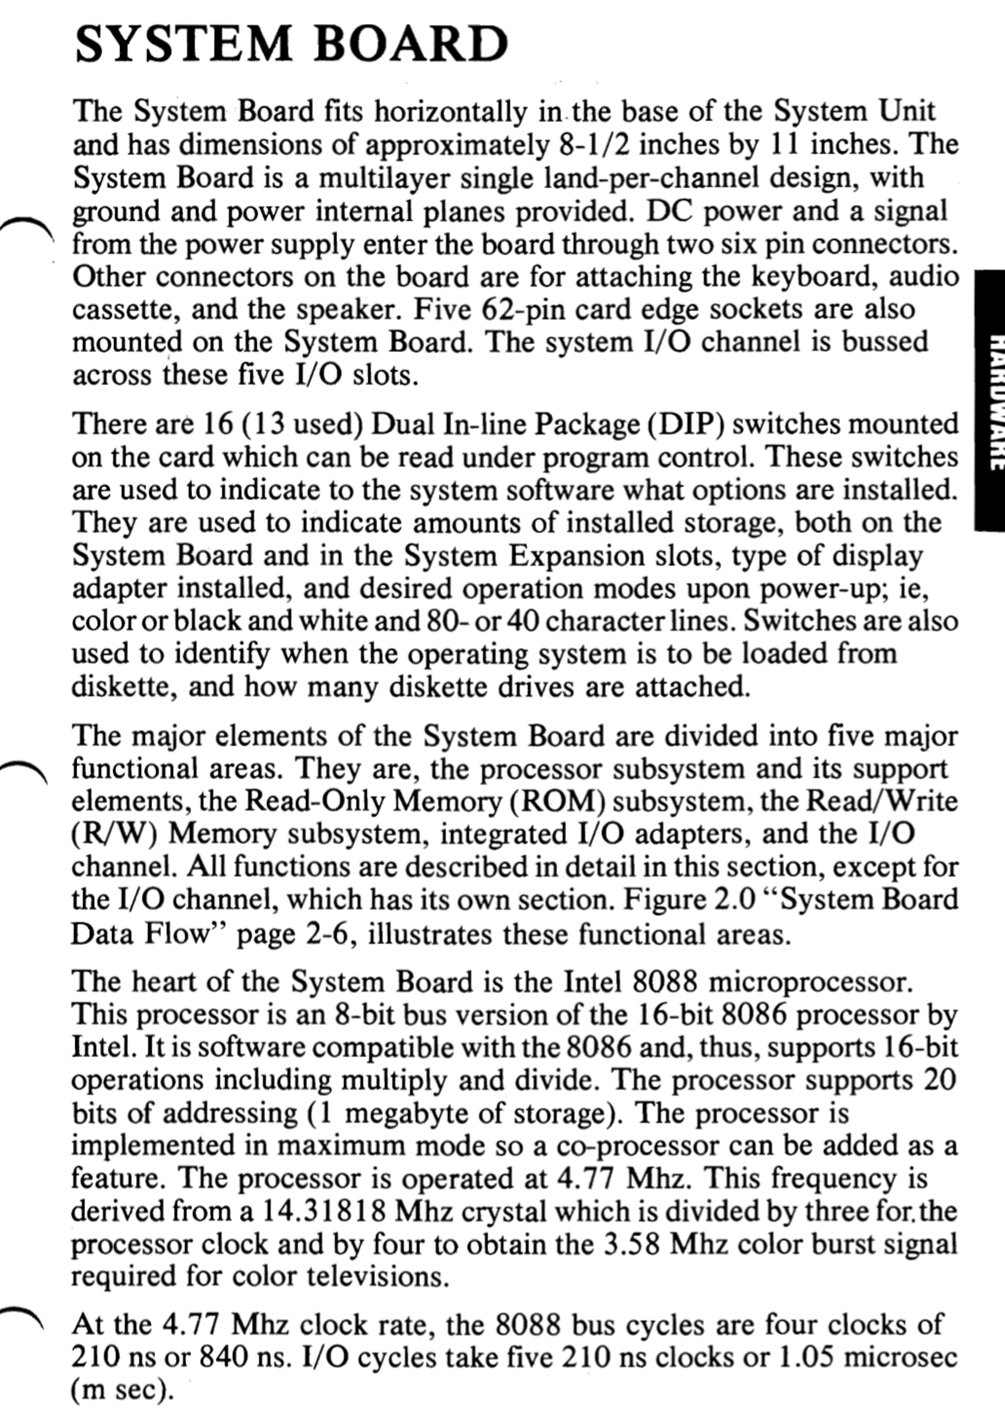 SYSTEM BOARD
The System Board fits horizontally in the base of the System Unit
and has dimensions of approximately 8-1/2 inches by 11 inches. The
System Board is a multilayer single land-per-channel design, with
ground and power internal planes provided. DC power and a signal
from the power supply enter the board through two six pin connectors.
Other connectors on the board are for attaching the keyboard, audio
cassette, and the speaker. Five 62-pin card edge sockets are also
mounted on the System Board. The system I/O channel is bussed
across these five I/O slots.
There are 16 (13 used) Dual In-line Package (DIP) switches mounted
on the card which can be read under program control. These switches
are used to indicate to the system software what options are installed.
They are used to indicate amounts of installed storage, both on the
System Board and in the System Expansion slots, type of display
adapter installed, and desired operation modes upon power-up; ie,
color or black and white and 80- or 40 character lines. Switches are also
used to identify when the operating system is to be loaded from
diskette, and how many diskette drives are attached.
The major elements of the System Board are divided into five major
functional areas. They are, the processor subsystem and its support
elements, the Read-Only Memory (ROM) subsystem, the Read/Write
(R/W) Memory subsystem, integrated I/O adapters, and the I/O
channel. All functions are described in detail in this section, except for
the I/O channel, which has its own section. Figure 2.0 “System Board
Data Flow” page 2-6, illustrates these functional areas.
The heart of the System Board is the Intel 8088 microprocessor.
This processor is an 8-bit bus version of the 16-bit 8086 processor by
Intel. It is software compatible with the 8086 and, thus, supports 16-bit
operations including multiply and divide. The processor supports 20
bits of addressing (1 megabyte of storage). The processor is
implemented in maximum mode so a co-processor can be added as a
feature. The processor is operated at 4.77 Mhz. This frequency is
derived from a 14.31818 Mhz crystal which is divided by three for the
processor clock and by four to obtain the 3.58 Mhz color burst signal
required for color televisions.
At the 4.77 Mhz clock rate, the 8088 bus cycles are four clocks of
210 ns or 840 ns. I/O cycles take five 210 ns clocks or 1.05 microsec
(m sec).
HARDWARE